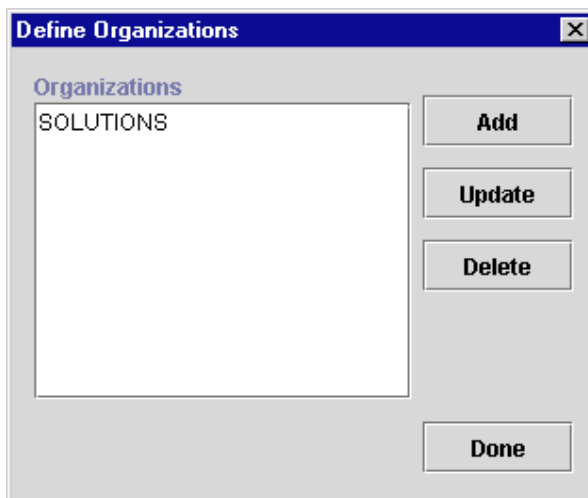 Define Organizations
Organizations
SOLUTIONS
Add
Update
Delete
Done